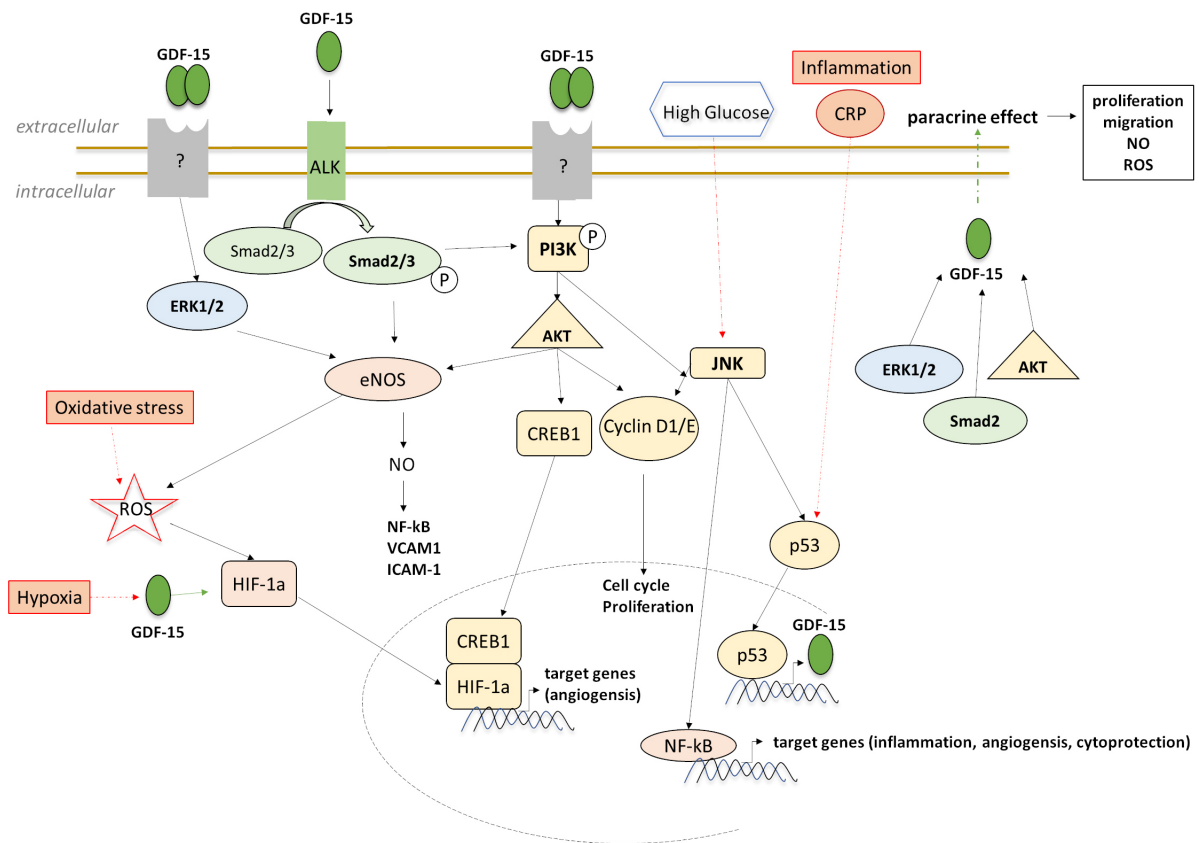 GDF-15
GDF-15
GDF-15
Inflammation
High Glucose
CRP
paracrine effect
proliferation
migration
NO
ROS
extracellular
intracellular
?
ALK
?
Smad2/3
Smad2/3
P
PI3K
P
GDF-15
ERK1/2
AKT
JNK
ERK1/2
AKT
Smad2
eNOS
Oxidative stress
CREB1
Cyclin D1/E
NO
ROS
NF-kB
VCAM1
ICAM-1
p53
Hypoxia
GDF-15
HIF-1a
Cell cycle
Proliferation
GDF-15
CREB1
HIF-1a
target genes
(angiogensis)
p53
NF-kB
target genes (inflammation, angiogensis, cytoprotection)